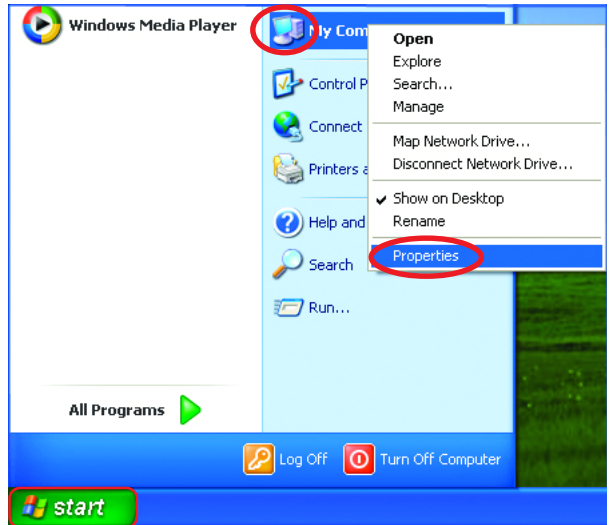 Windows Media Player
My Com
Control P
Connect
Printers a
Help and
Search
Run...
All Programs
Log Off
Turn Off Computer
start
Open
Explore
Search...
Manage
Map Network Drive...
Disconnect Network Drive...
Show on Desktop
Rename
Properties